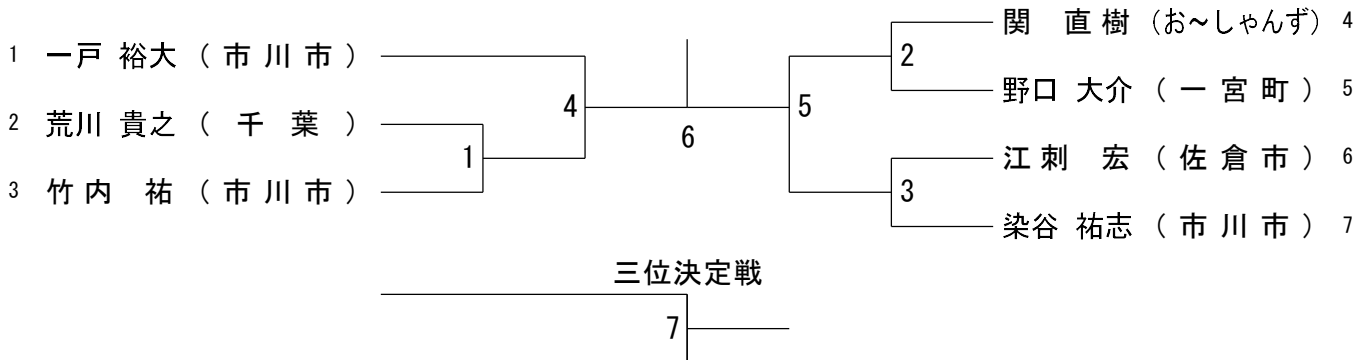 1 一戸 裕大 ( 市 川 市 )
2 荒川 貴之 ( 千 葉 )
3 竹 内 祐 ( 市 川 市 )
1
4
6
5
2
3
関 直 樹 (お~しゃんず) 4
野口 大介 ( 一 宮 町 ) 5
江 刺 宏 ( 佐 倉 市 ) 6
染谷 祐志 ( 市 川 市 ) 7
三位決定戦
7